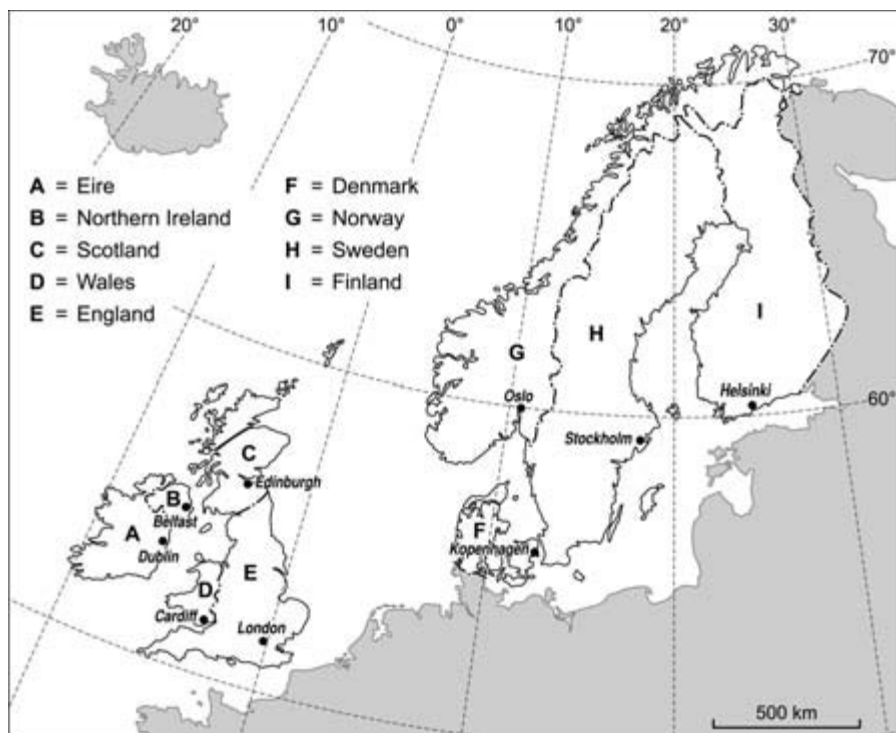 20° 10° 0° 10° 20° 30°
70°
A = Eire
B = Northern Ireland
C = Scotland
D = Wales
E = England
F = Denmark
G = Norway
H = Sweden
I = Finland
G
H
I
Oslo
Helsinki
60°
Stockholm
C
Edinburgh
B
Belfast
A
Dublin
F
Kopenhagen
E
D
Cardiff
London
500 km